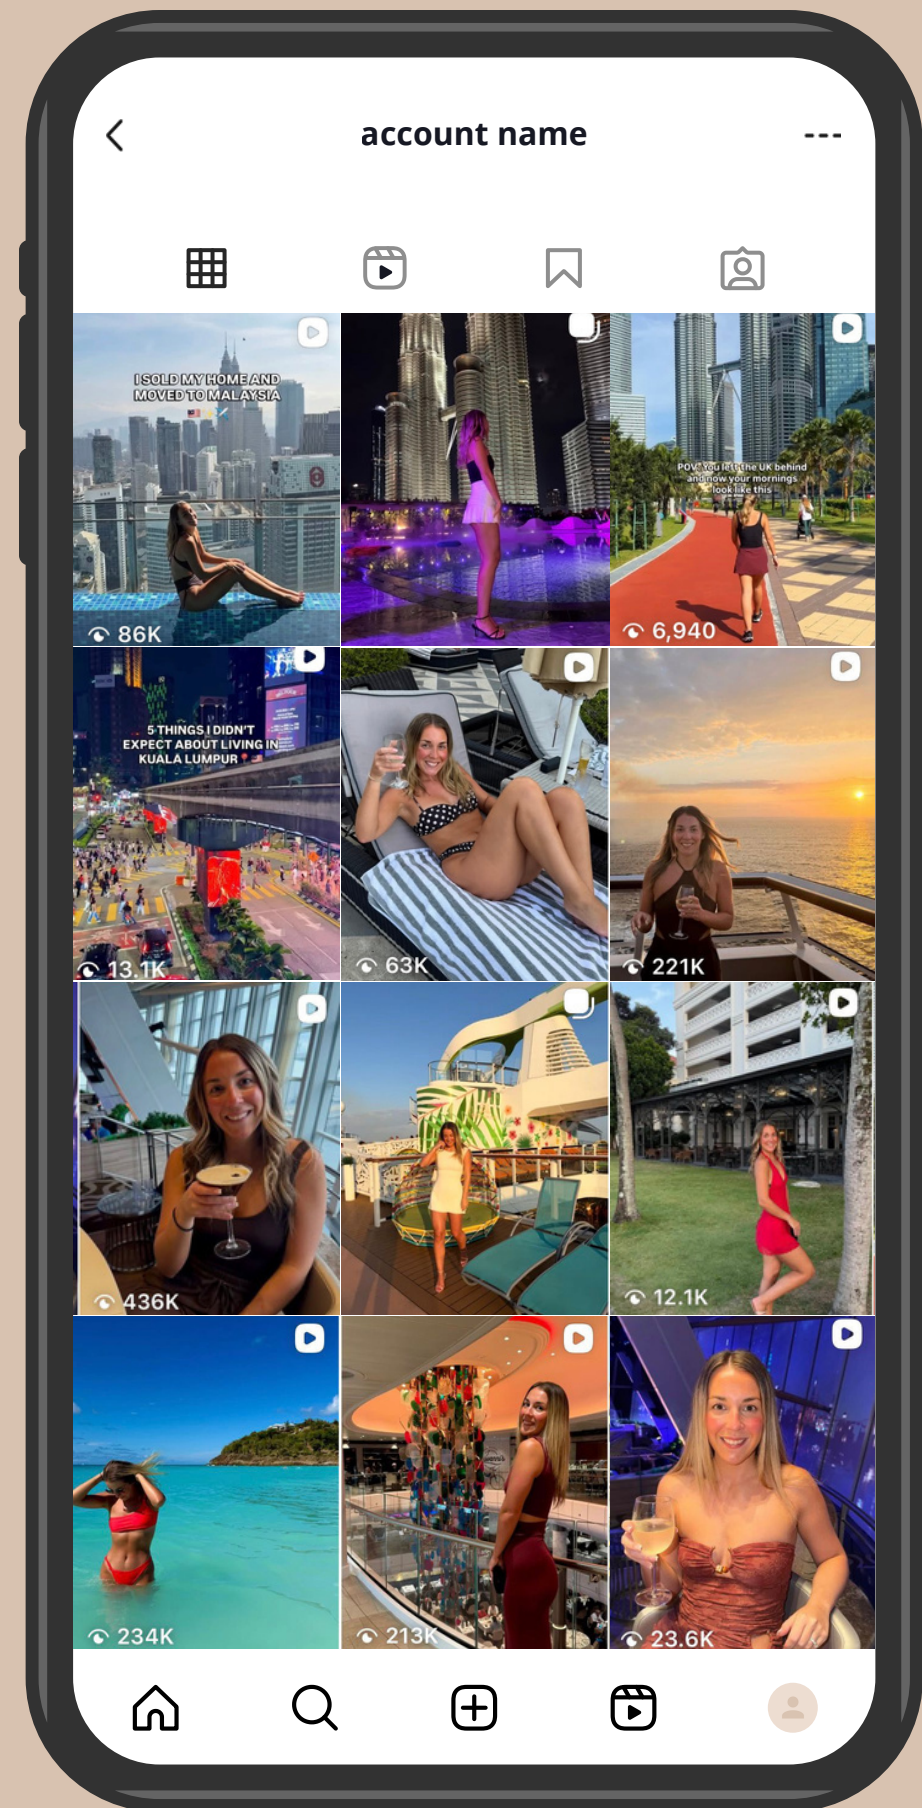 account name
I SOLD MY HOME AND
MOVED TO MALAYSIA
86K
POV: You left the UK behind
and now your mornings
look like this
6,940
5 THINGS I DIDN'T
EXPECT ABOUT LIVING IN
KUALA LUMPUR
13.1K
63K
221K
436K
12.1K
234K
213K
23.6K